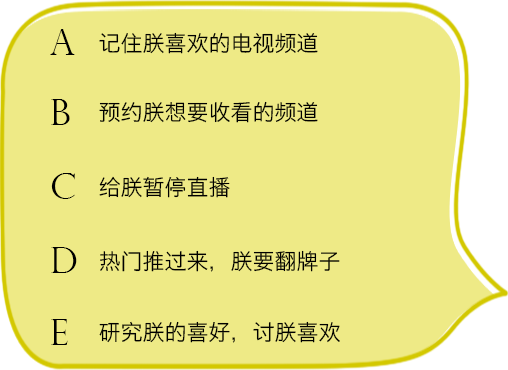 A 记住朕喜欢的电视频道
B 预约朕想要收看的频道
C 给朕暂停直播
D 热门推过来，朕要翻牌子
E 研究朕的喜好，讨朕喜欢